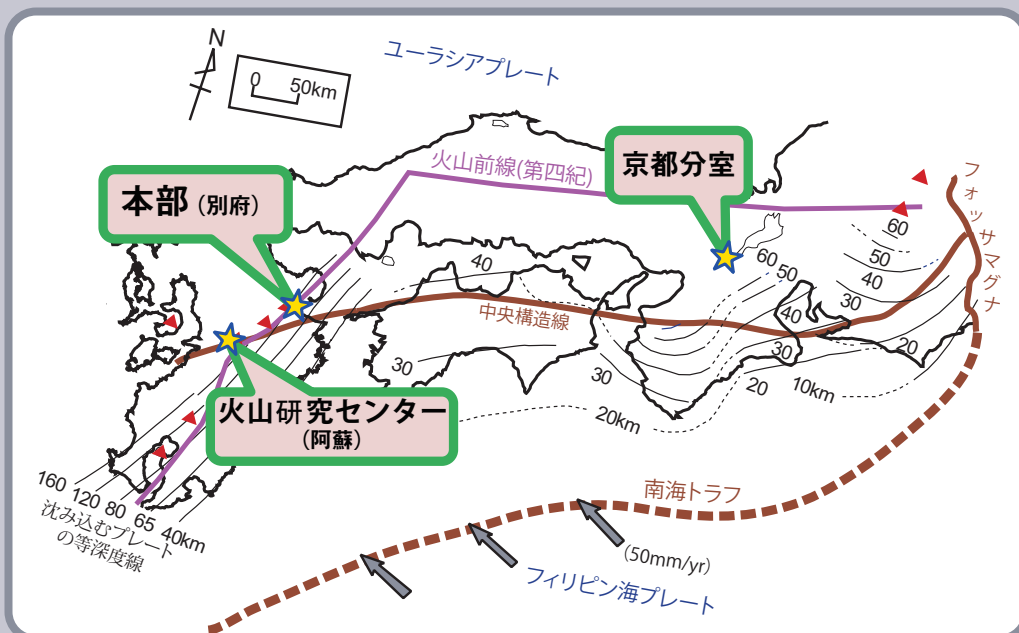 N
0 50km
ユーラシアプレート
本部 (別府)
火山前線(第四紀)
京都分室
フォッサマグナ
60
50
40
30
20
60
50
40
30
20
10km
40
中央構造線
30
30
20km
火山研究センター
(阿蘇)
160 120 80 65 40km
沈み込むプレート
の等深度線
南海トラフ
(50mm/yr)
フィリピン海プレート